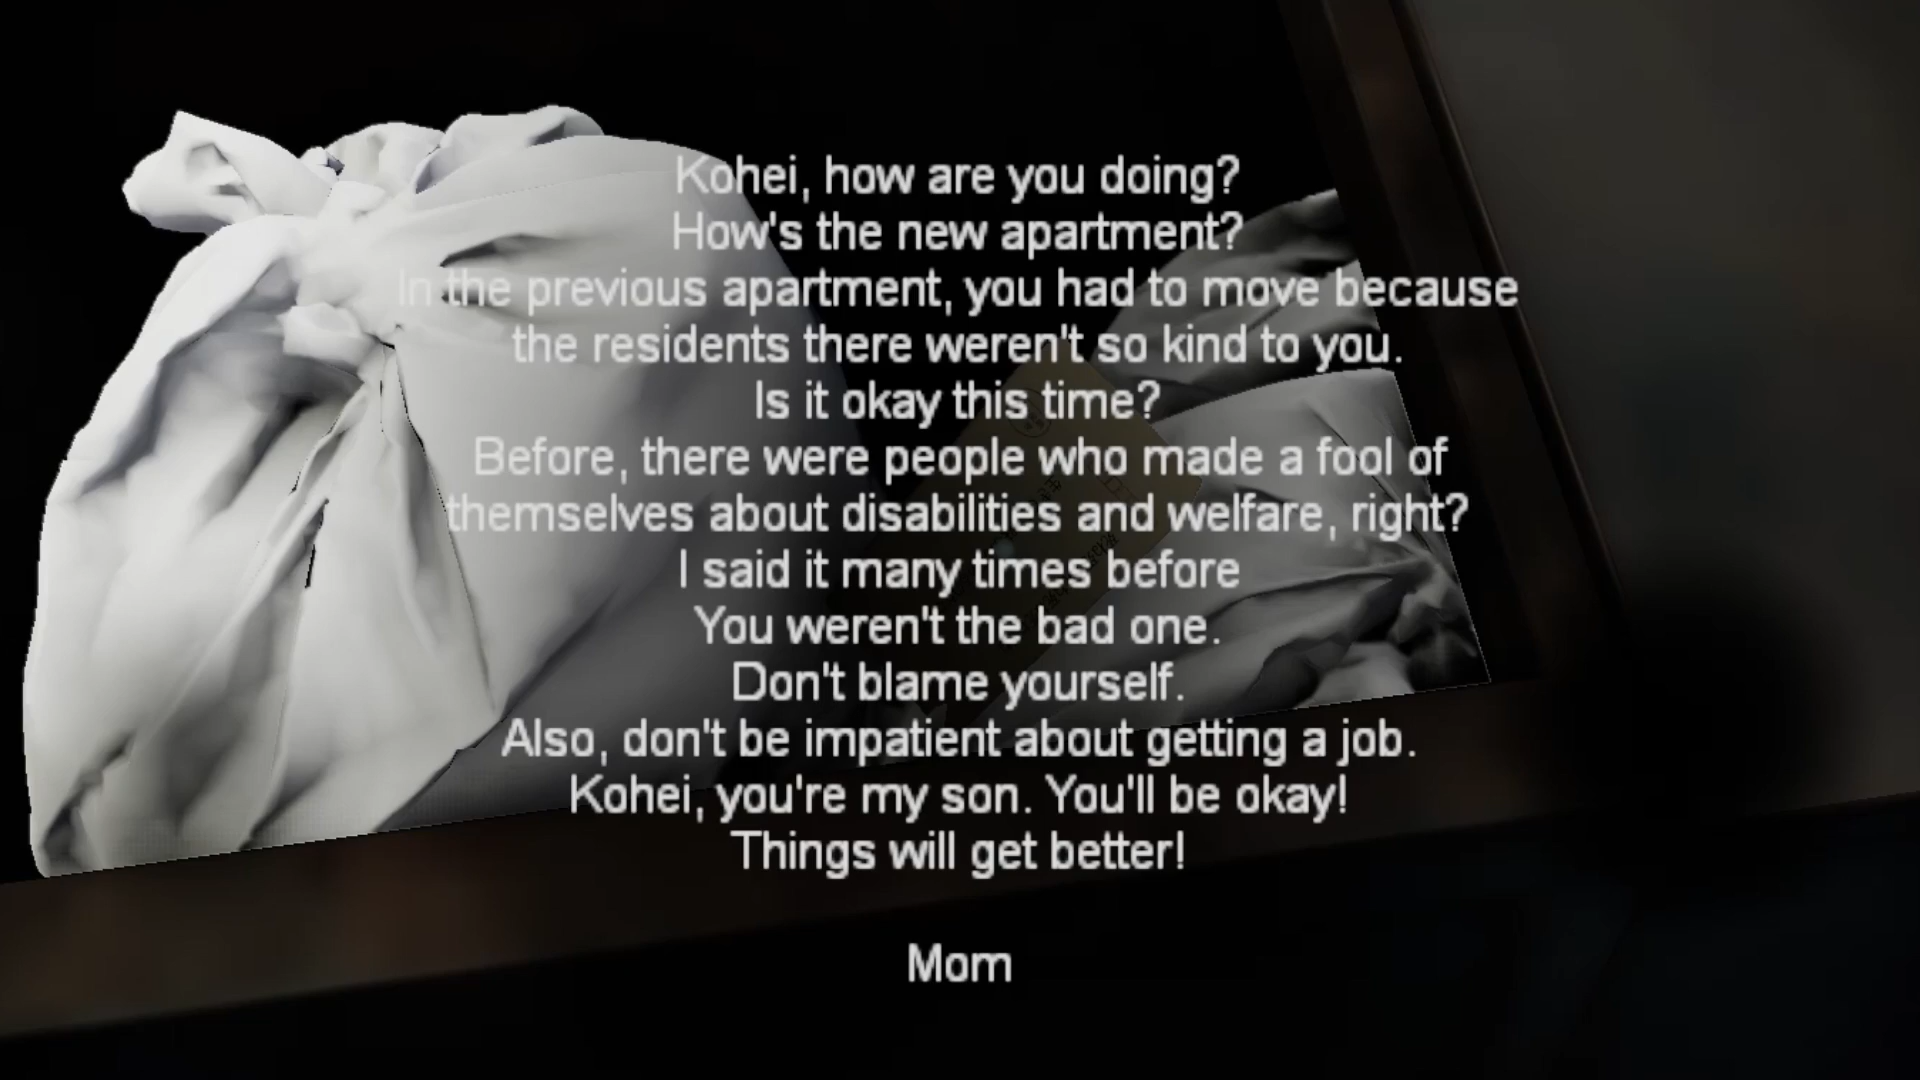 Kohei, how are you doing?
How's the new apartment?
In the previous apartment, you had to move because
the residents there weren't so kind to you.
Is it okay this time?
Before, there were people who made a fool of
themselves about disabilities and welfare, right?
I said it many times before
You weren't the bad one.
Don't blame yourself.
Also, don't be impatient about getting a job.
Kohei, you're my son. You'll be okay!
Things will get better!
Mom